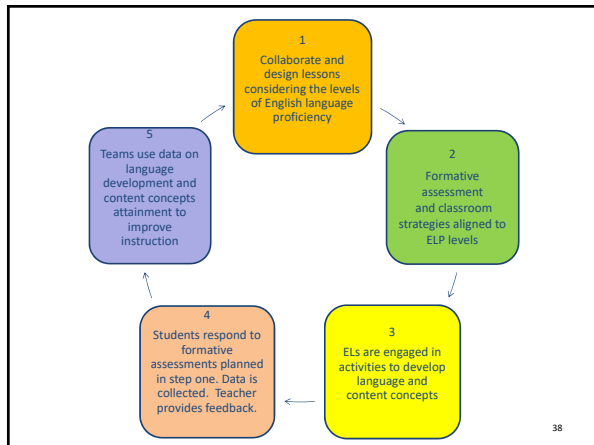 1
Collaborate and
design lessons
considering the levels
of English language
proficiency
2
Formative
assessment
and classroom
strategies aligned to
ELP levels
3
ELs are engaged in
activities to develop
language and
content concepts
4
Students respond to
formative
assessments planned
in step one. Data is
collected.  Teacher
provides feedback.
5
Teams use data on
language
development and
content concepts
attainment to
improve
instruction
38